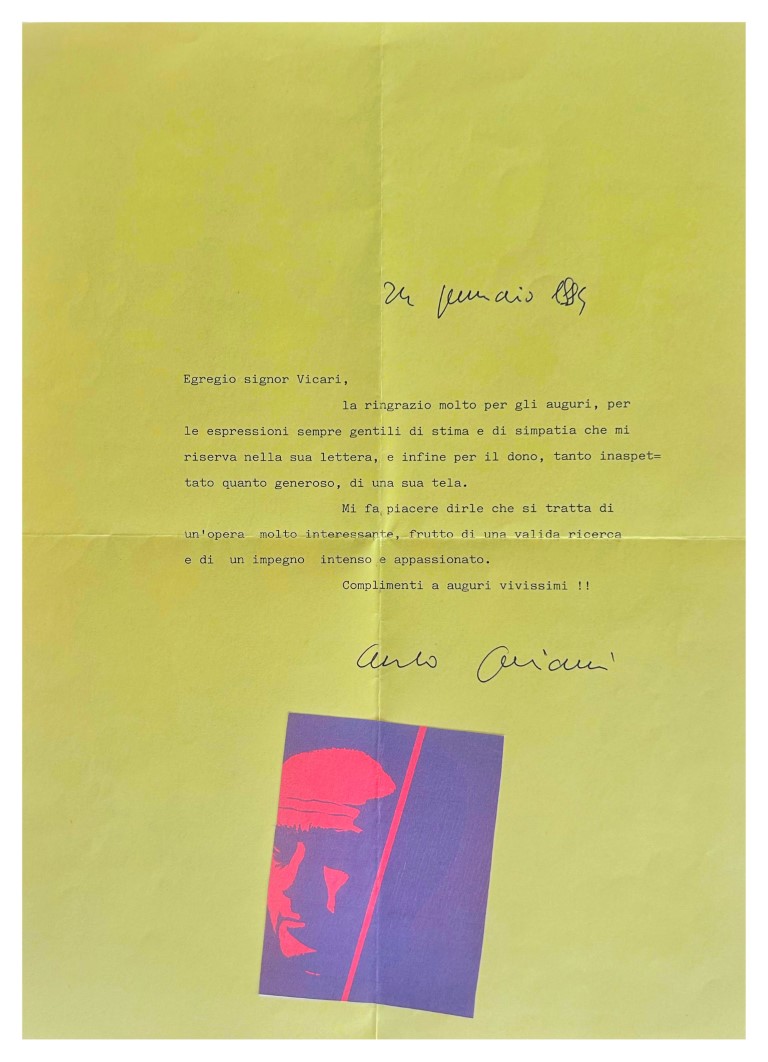 24 gennaio 1985
Egregio signor Vicari,
la ringrazio molto per gli auguri, per
le espressioni sempre gentili di stima e di simpatia che mi
riserva nella sua lettera, e infine per il dono, tanto inaspet=
tato quanto generoso, di una sua tela.
Mi fa piacere dirle che si tratta di
un'opera molto interessante, frutto di una valida ricerca
e di un impegno intenso e appassionato.
Complimenti a auguri vivissimi !!